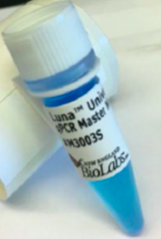 Luna™ Uni
qPCR Master
M3003S
NEW ENGLAND
BioLabs